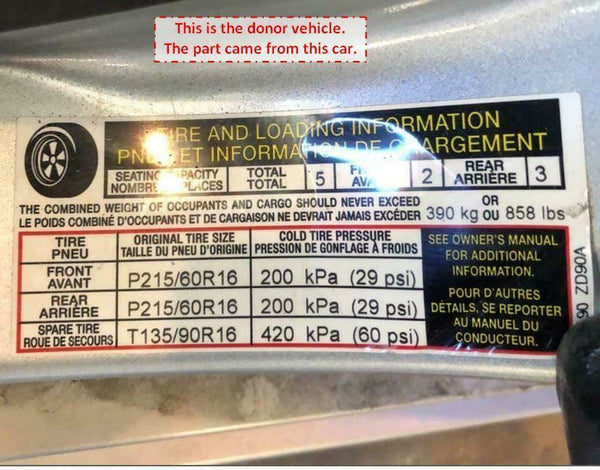 This is the donor vehicle.
The part came from this car.
TIRE AND LOADING INFORMATION
ET INFORMATION DE CHARGEMENT
SEATING CAPACITY TOTAL 5 2 REAR 3
NOMBRE PLACES TOTAL ARRIÈRE
THE COMBINED WEIGHT OF OCCUPANTS AND CARGO SHOULD NEVER EXCEED 390 kg OR 858 lbs
LE POIDS COMBINÉ D'OCCUPANTS ET DE CARGAISON NE DEVRAIT JAMAIS EXCÉDER OU
TIRE ORIGINAL TIRE SIZE COLD TIRE PRESSURE
PNEU TAILLE DU PNEU D'ORIGINE PRESSION DE GONFLAGE À FROIDS
FRONT P215/60R16 200 kPa (29 psi)
AVANT
REAR P215/60R16 200 kPa (29 psi)
ARRIÈRE
SPARE TIRE T135/90R16 420 kPa (60 psi)
ROUE DE SECOURS
SEE OWNER'S MANUAL
FOR ADDITIONAL
INFORMATION.
POUR D'AUTRES
DÉTAILS, SE REPORTER
AU MANUEL DU
CONDUCTEUR.
90 ZD90A